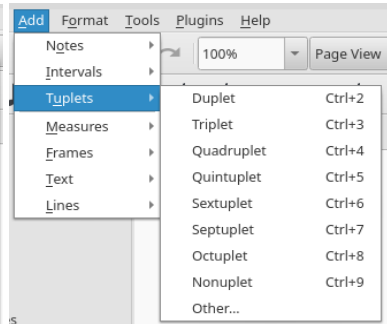 Add Format Tools Plugins Help
100% Page View
Notes
Intervals
Tuplets
Measures
Frames
Text
Lines
Duplet Ctrl+2
Triplet Ctrl+3
Quadruplet Ctrl+4
Quintuplet Ctrl+5
Sextuplet Ctrl+6
Septuplet Ctrl+7
Octuplet Ctrl+8
Nonuplet Ctrl+9
Other...
es